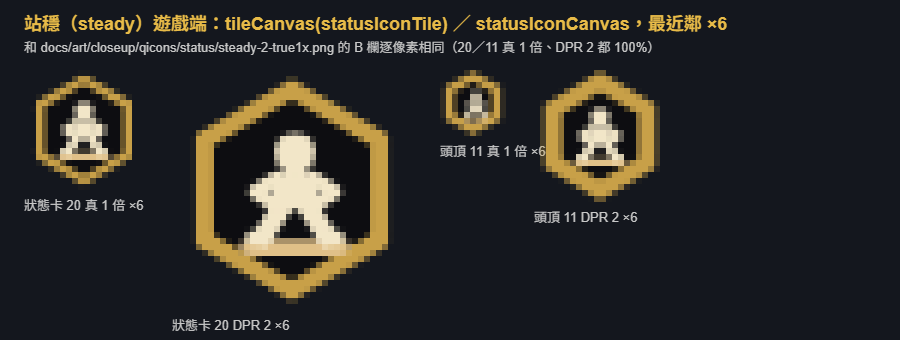 站穩（steady）遊戲端：tileCanvas(statusIconTile) ／ statusIconCanvas，最近鄰 ×6
和 docs/art/closeup/qicons/status/steady-2-true1x.png 的 B 欄逐像素相同（20／11 真 1 倍、DPR 2 都 100%）
頭頂 11 真 1 倍 ×6
狀態卡 20 真 1 倍 ×6
頭頂 11 DPR 2 ×6
狀態卡 20 DPR 2 ×6